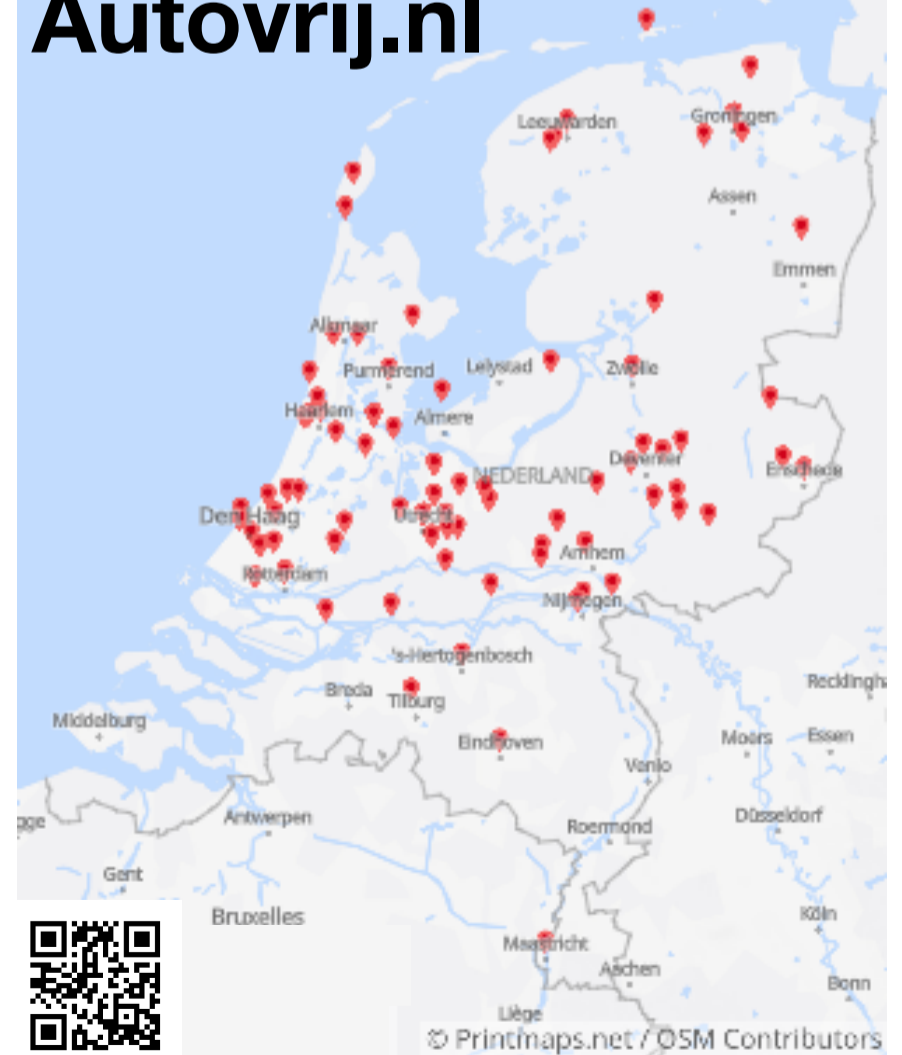 Autovrij.nl
Leeuwarden
Groningen
Assen
Emmen
Alkmaar
Purmerend
Lelystad
Zwolle
Haarlem
Almere
Deventer
Enschede
NEDERLAND
Den Haag
Utrecht
Arnhem
Rotterdam
Nijmegen
's-Hertogenbosch
Breda
Tilburg
Recklingha
Middelburg
Eindhoven
Moers
Essen
Venlo
gge
Antwerpen
Roermond
Düsseldorf
Gent
Bruxelles
Köln
Maastricht
Aachen
Bonn
Liège
© Printmaps.net / OSM Contributors